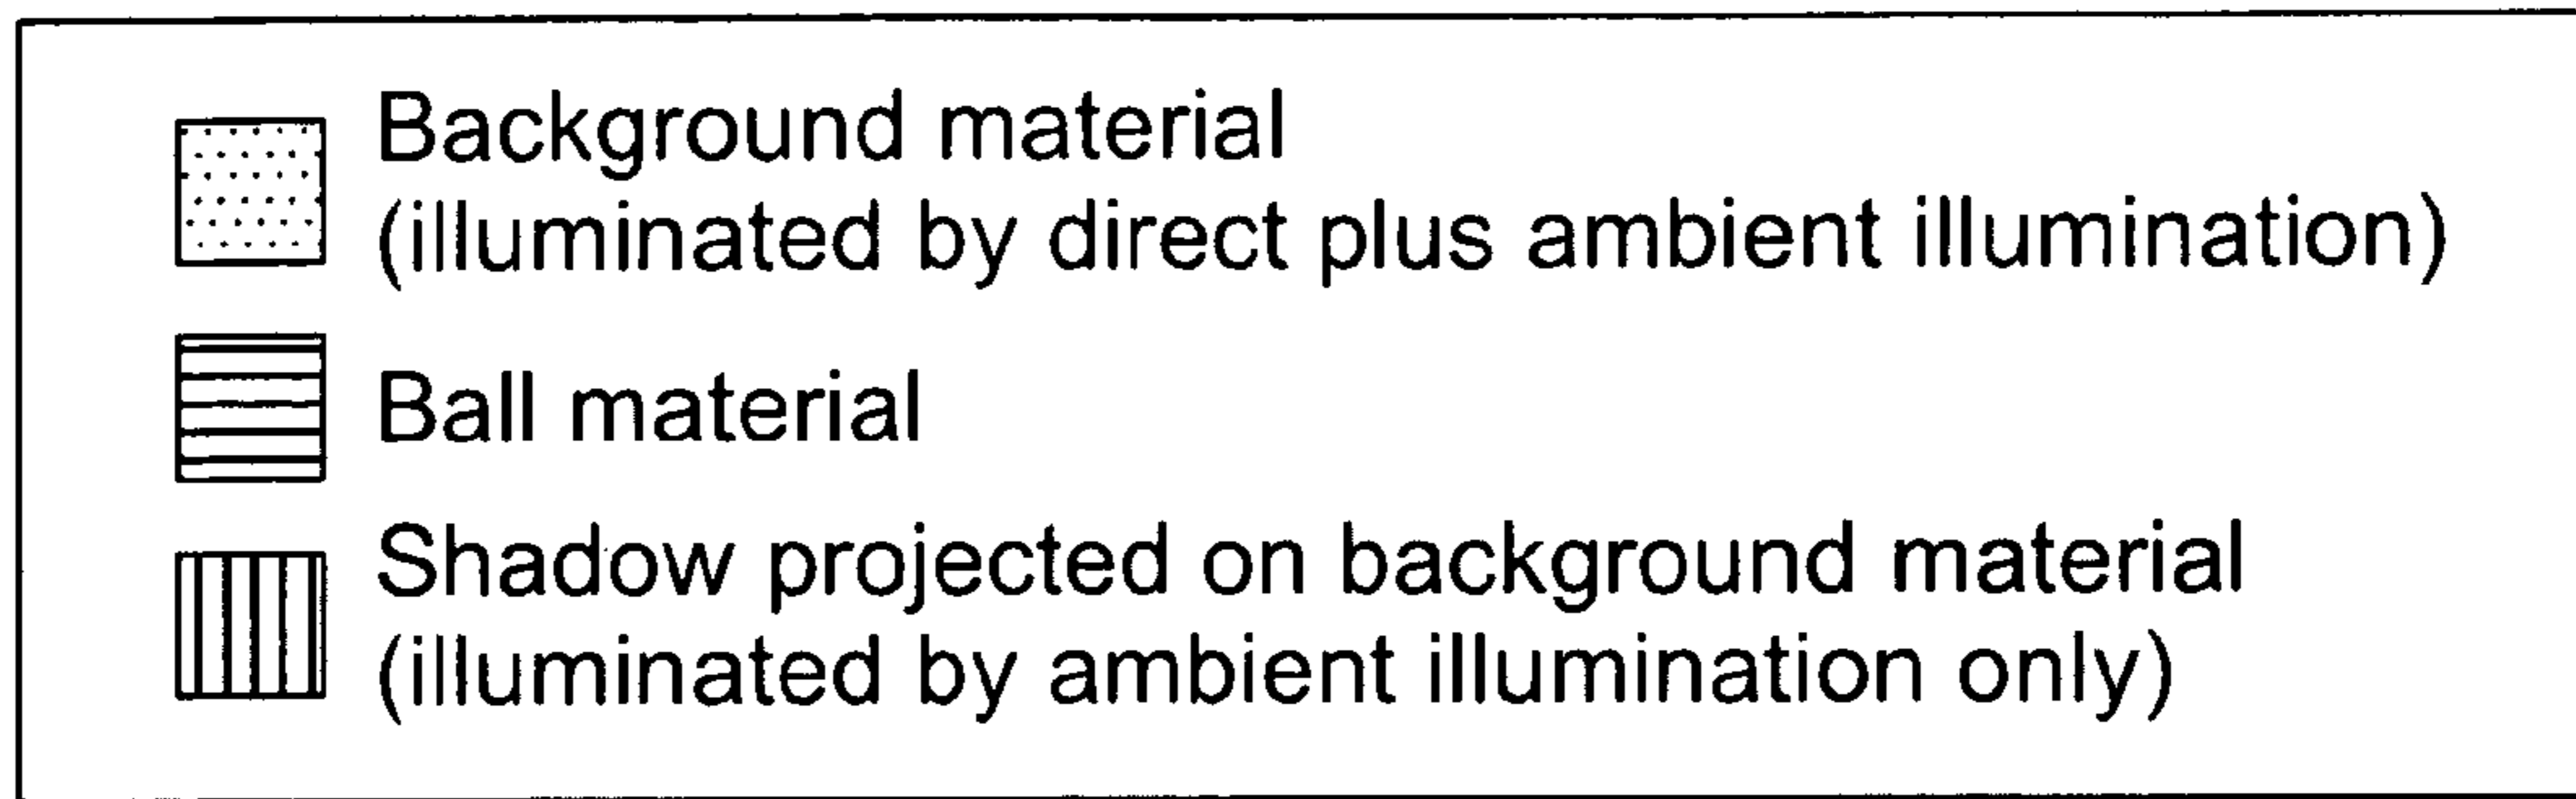 Background material
(illuminated by direct plus ambient illumination)
Ball material
Shadow projected on background material
(illuminated by ambient illumination only)